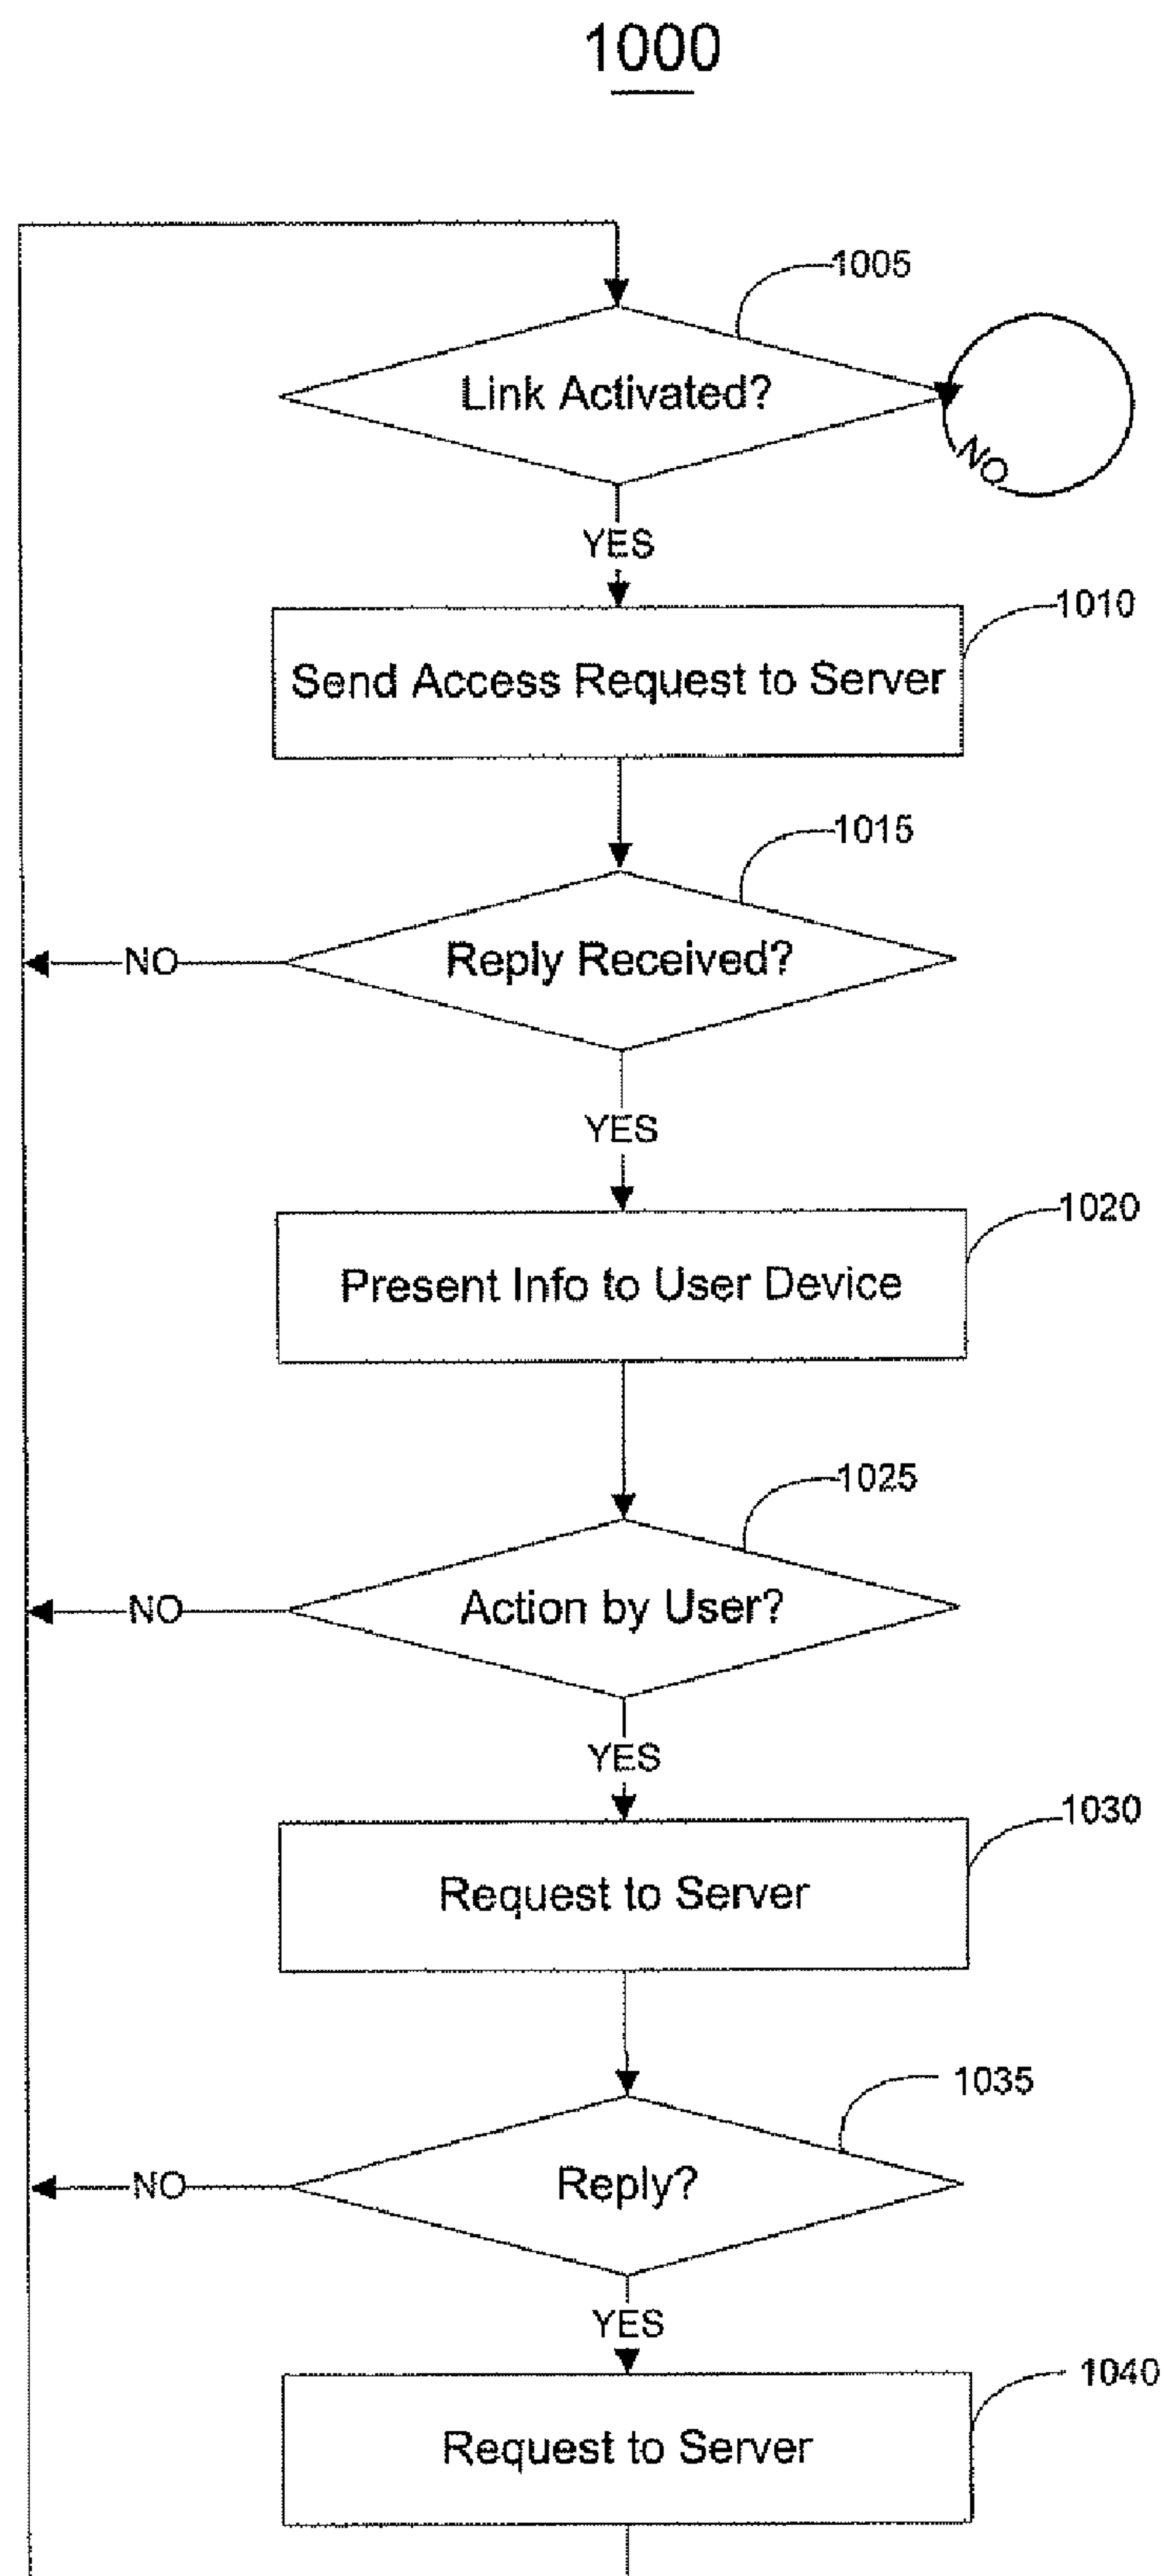 1000
1005
Link Activated?
NO
YES
1010
Send Access Request to Server
1015
Reply Received?
NO
YES
1020
Present Info to User Device
1025
Action by User?
NO
YES
1030
Request to Server
1035
Reply?
NO
YES
1040
Request to Server